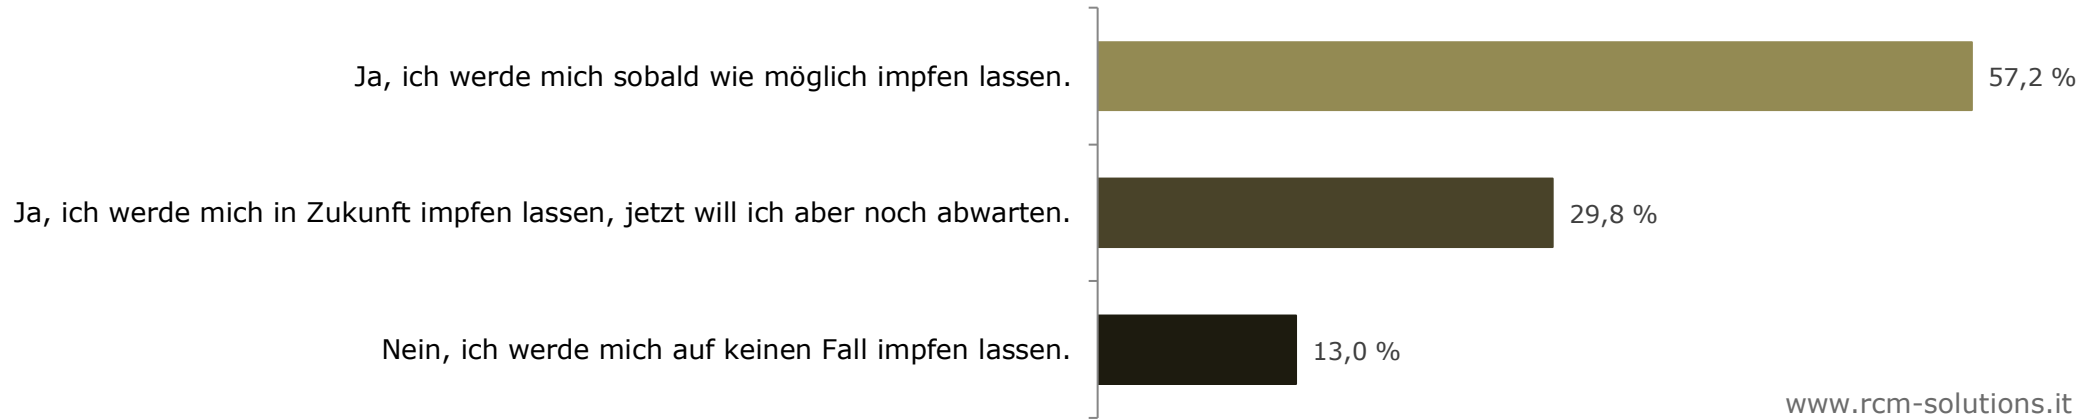 Ja, ich werde mich sobald wie möglich impfen lassen.
57,2 %
Ja, ich werde mich in Zukunft impfen lassen, jetzt will ich aber noch abwarten.
29,8 %
Nein, ich werde mich auf keinen Fall impfen lassen.
13,0 %
www.rcm-solutions.it